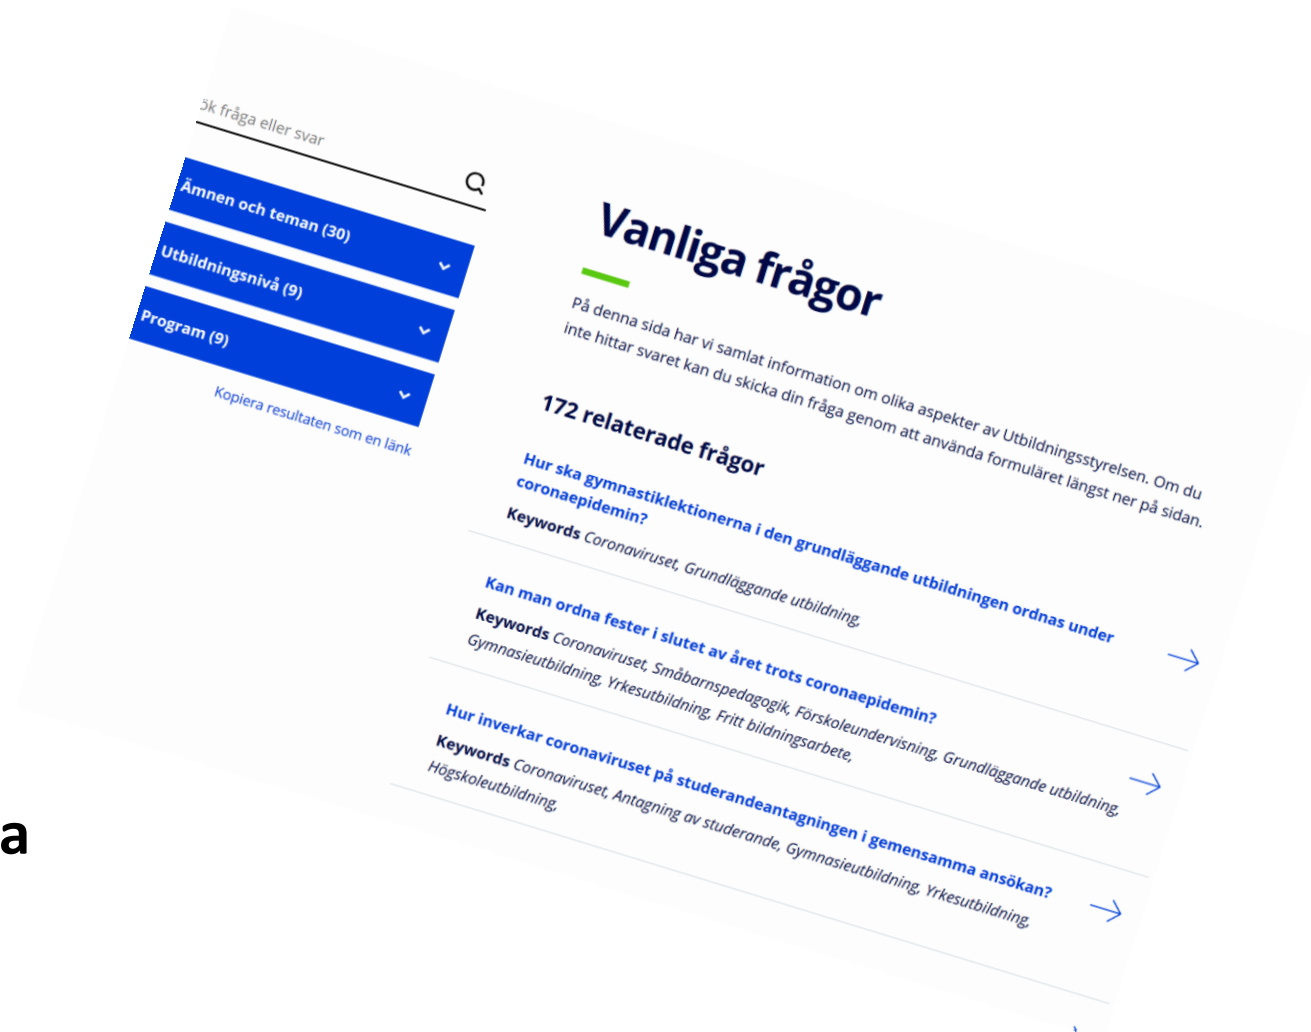 ök fråga eller svar
Ämnen och teman (30)
Utbildningsnivå (9)
Program (9)
Kopiera resultaten som en länk
Vanliga frågor
På denna sida har vi samlat information om olika aspekter av Utbildningsstyrelsen. Om du
inte hittar svaret kan du skicka din fråga genom att använda formuläret längst ner på sidan.
172 relaterade frågor
Hur ska gymnastiklektionerna i den grundläggande utbildningen ordnas under
coronaepidemin?
Keywords Coronaviruset, Grundläggande utbildning,
Kan man ordna fester i slutet av året trots coronaepidemin?
Keywords Coronaviruset, Småbarnspedagogik, Förskoleundervisning, Grundläggande utbildning,
Gymnasieutbildning, Yrkesutbildning, Fritt bildningsarbete,
Hur inverkar coronaviruset på studerandeantagningen i gemensamma ansökan?
Keywords Coronaviruset, Antagning av studerande, Gymnasieutbildning, Yrkesutbildning,
Högskoleutbildning,
a